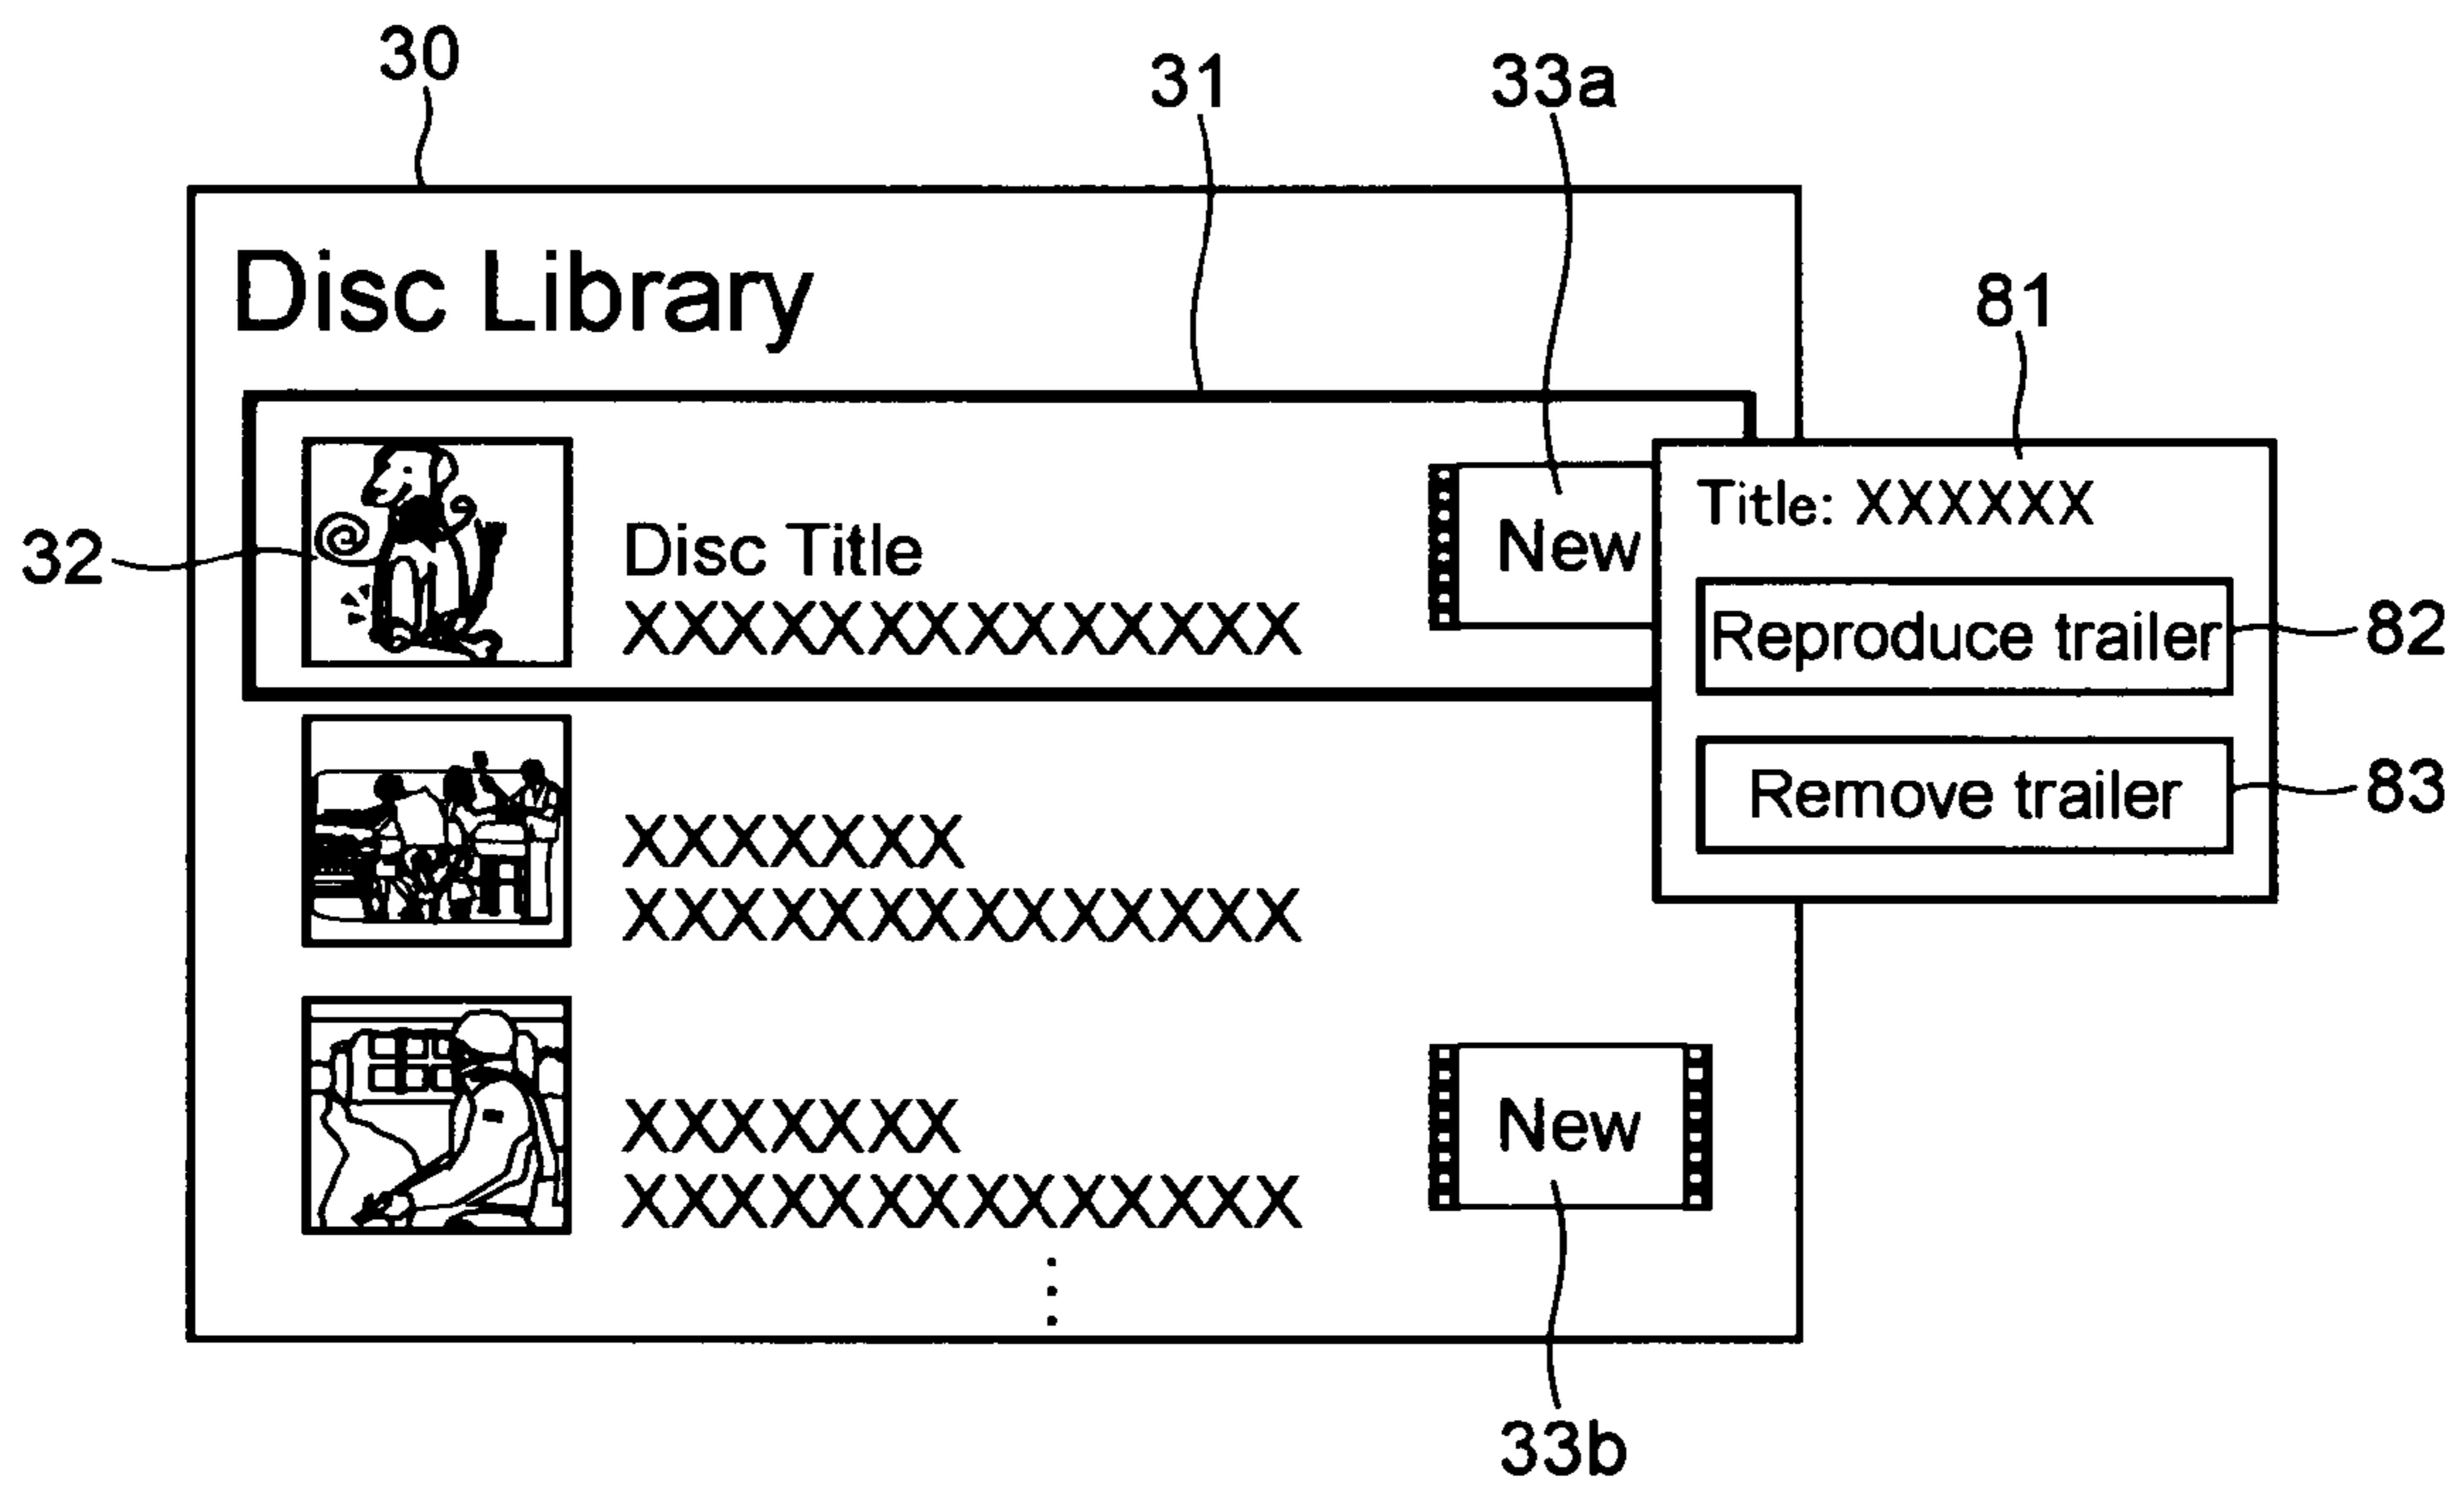 30
31
33a
Disc Library
81
32
Disc Title
XXXXXXXXXXXXXX
New
Title: XXXXXX
Reproduce trailer
82
Remove trailer
83
XXXXXXX
XXXXXXXXXXXXXX
XXXXXXX
XXXXXXXXXXXXXX
New
33b